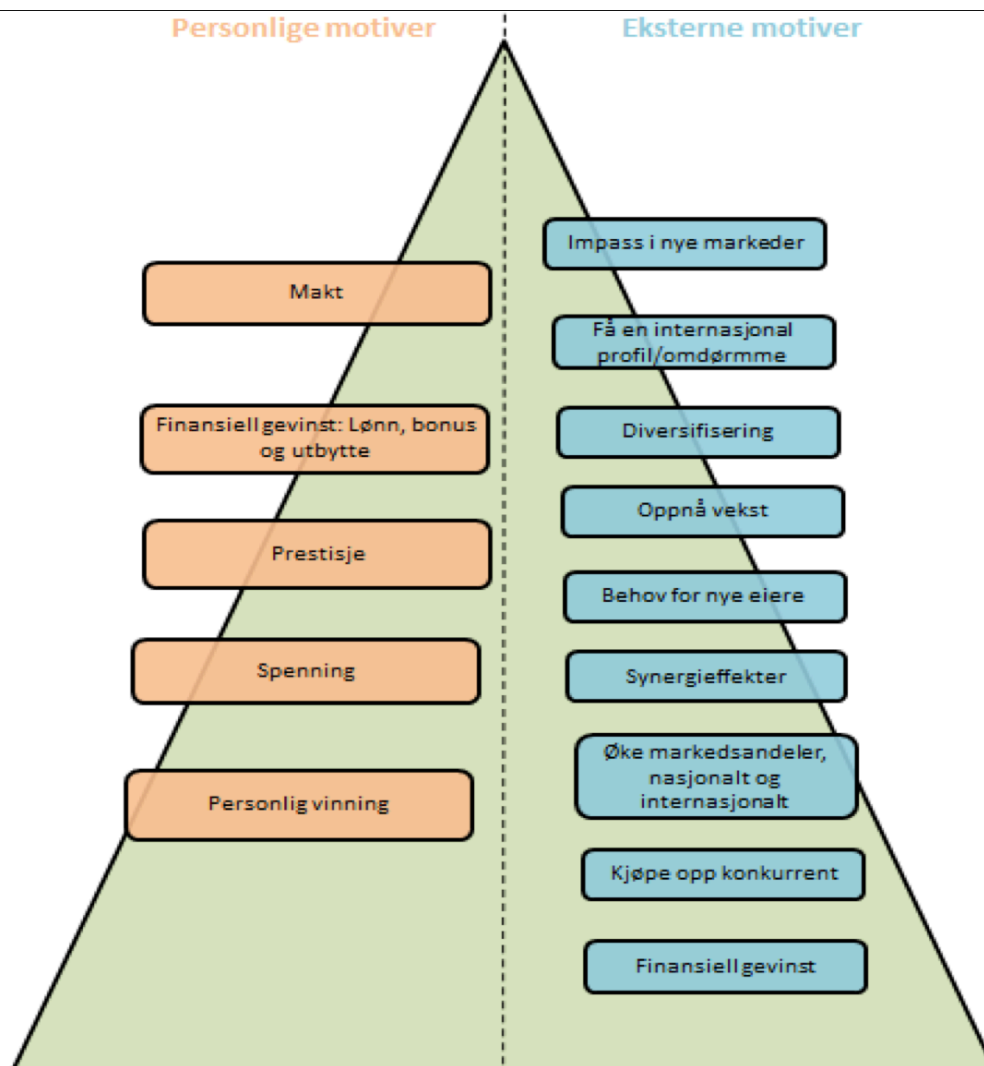 Personlige motiver
Eksterne motiver
Makt
Finansiell gevinst: Lønn, bonus
og utbytte
Prestisje
Spenning
Personlig vinning
Impass i nye markeder
Få en internasjonal
profil/omdørmme
Diversifisering
Oppnå vekst
Behov for nye eiere
Synergieffekter
Øke markedsandeler,
nasjonalt og
internasjonalt
Kjøpe opp konkurrent
Finansiell gevinst